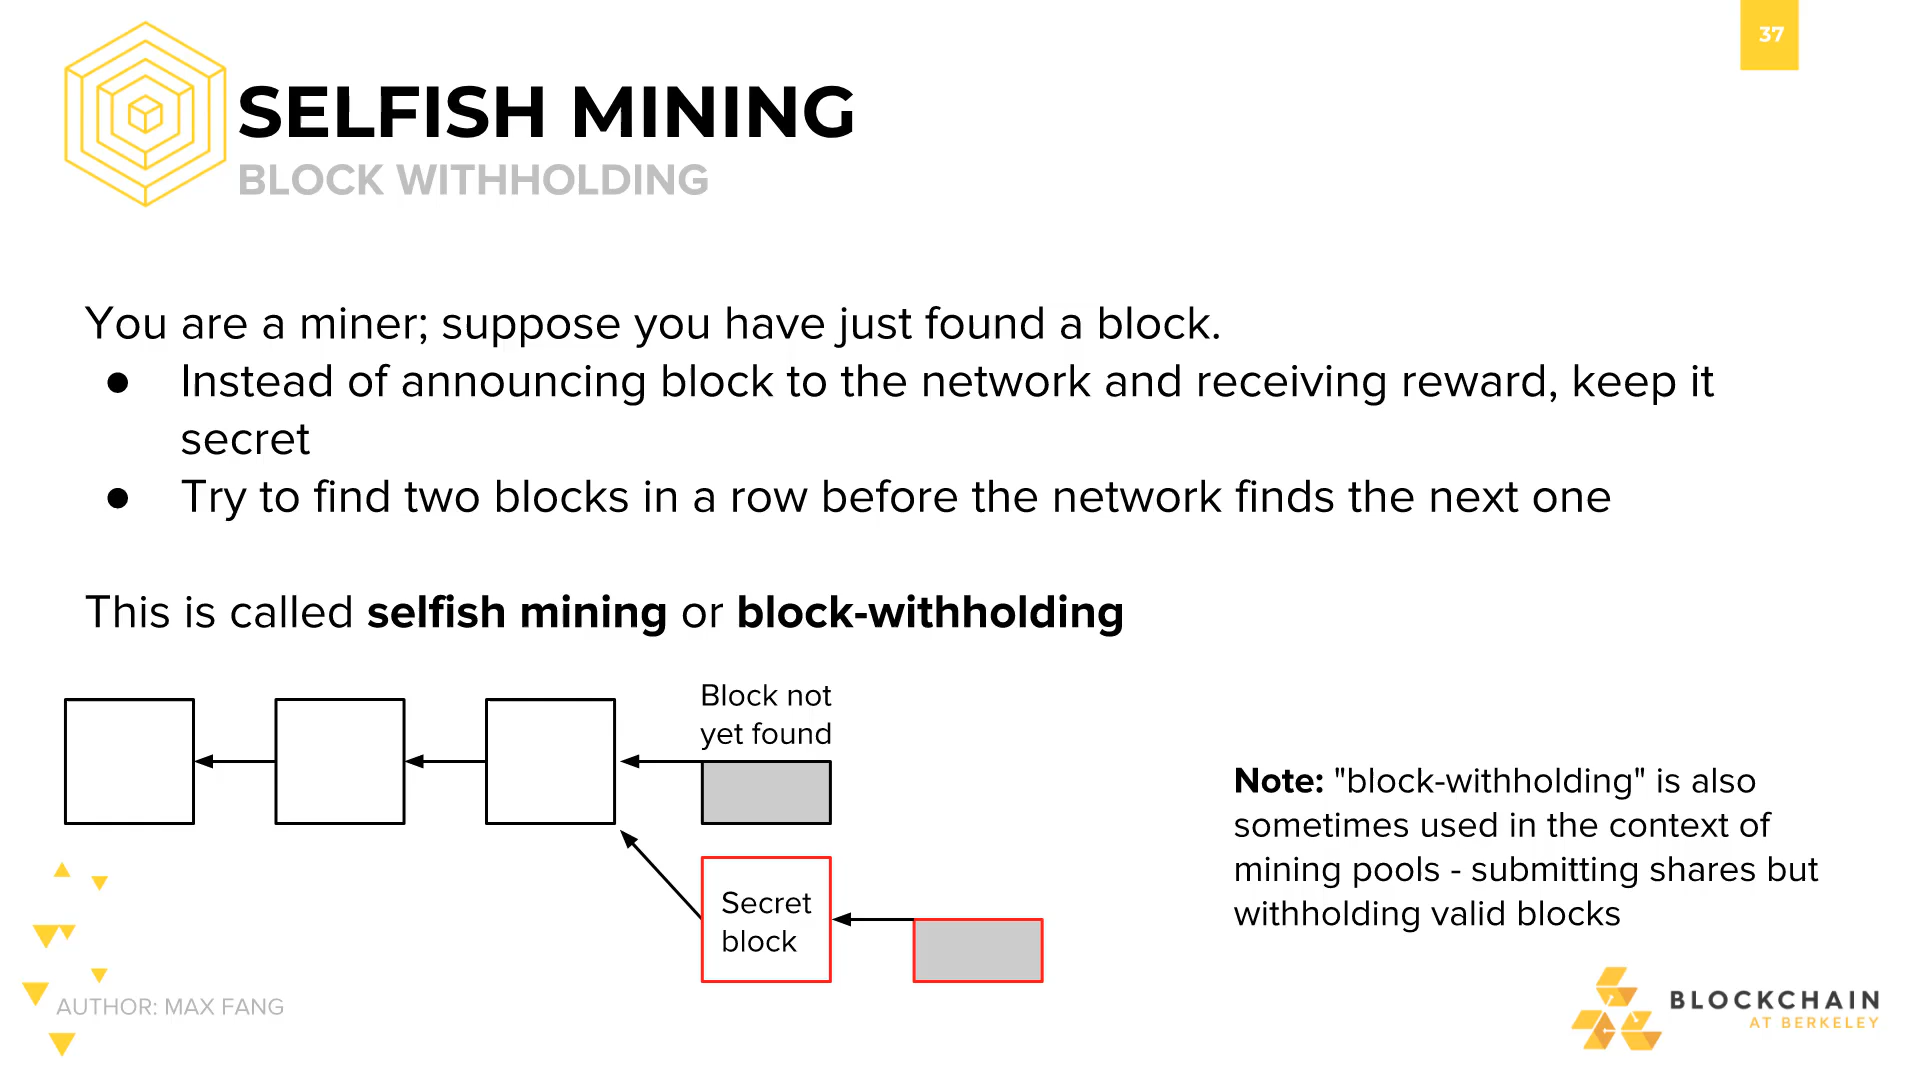 37
SELFISH MINING
BLOCK WITHHOLDING
You are a miner; suppose you have just found a block.
● Instead of announcing block to the network and receiving reward, keep it
secret
● Try to find two blocks in a row before the network finds the next one
This is called selfish mining or block-withholding
Block not
yet found
Secret
block
Note: "block-withholding" is also
sometimes used in the context of
mining pools - submitting shares but
withholding valid blocks
AUTHOR: MAX FANG
BLOCKCHAIN
AT BERKELEY